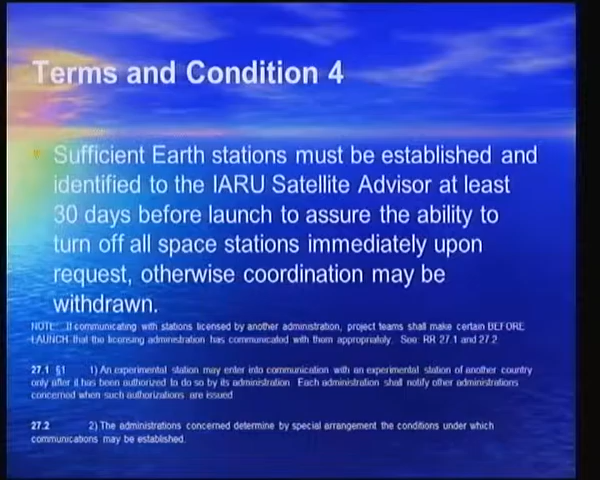 Terms and Condition 4
Sufficient Earth stations must be established and
identified to the IARU Satellite Advisor at least
30 days before launch to assure the ability to
turn off all space stations immediately upon
request, otherwise coordination may be
withdrawn.
NOTE: If communicating with stations licensed by another administration, project teams shall make certain BEFORE
LAUNCH that the licensing administration has communicated with them appropriately. See RR 27.1 and 27.2
27.1 §1 1) An experimental station may enter into communication with an experimental station of another country
only after it has been authorized to do so by its administration. Each administration shall notify other administrations
concerned when such authorizations are issued.
27.2 2) The administrations concerned determine by special arrangement the conditions under which
communications may be established.